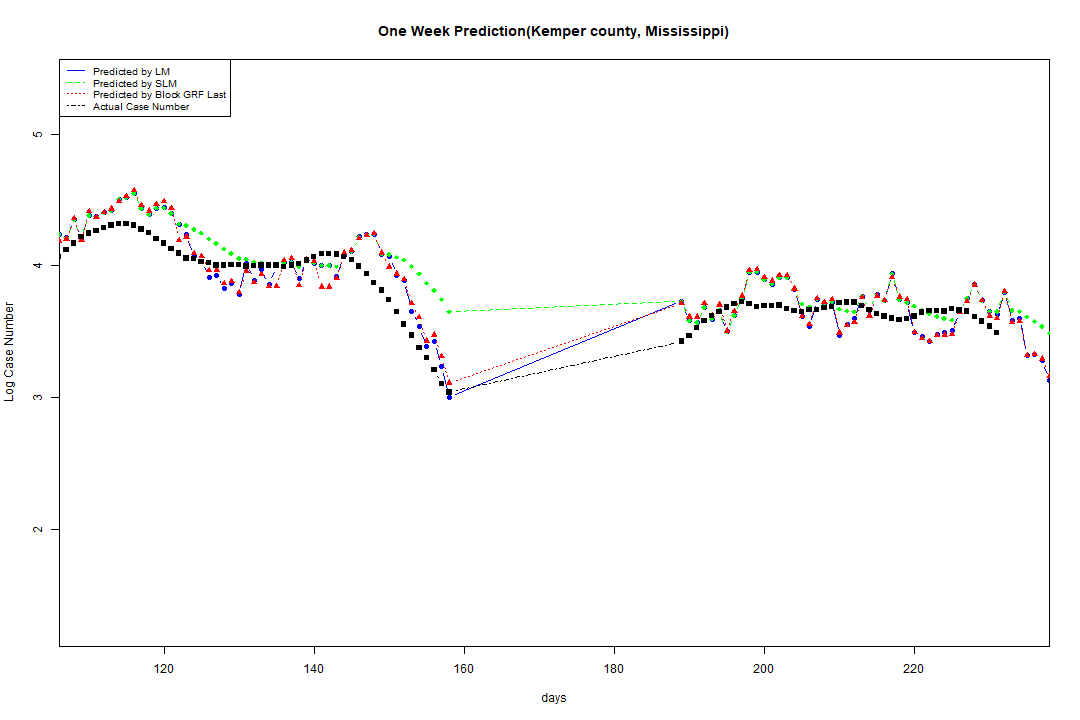 One Week Prediction(Kemper county, Mississippi)
Predicted by LM
Predicted by SLM
Predicted by Block GRF Last
Actual Case Number
5
4
3
2
Log Case Number
120 140 160 180 200 220
days